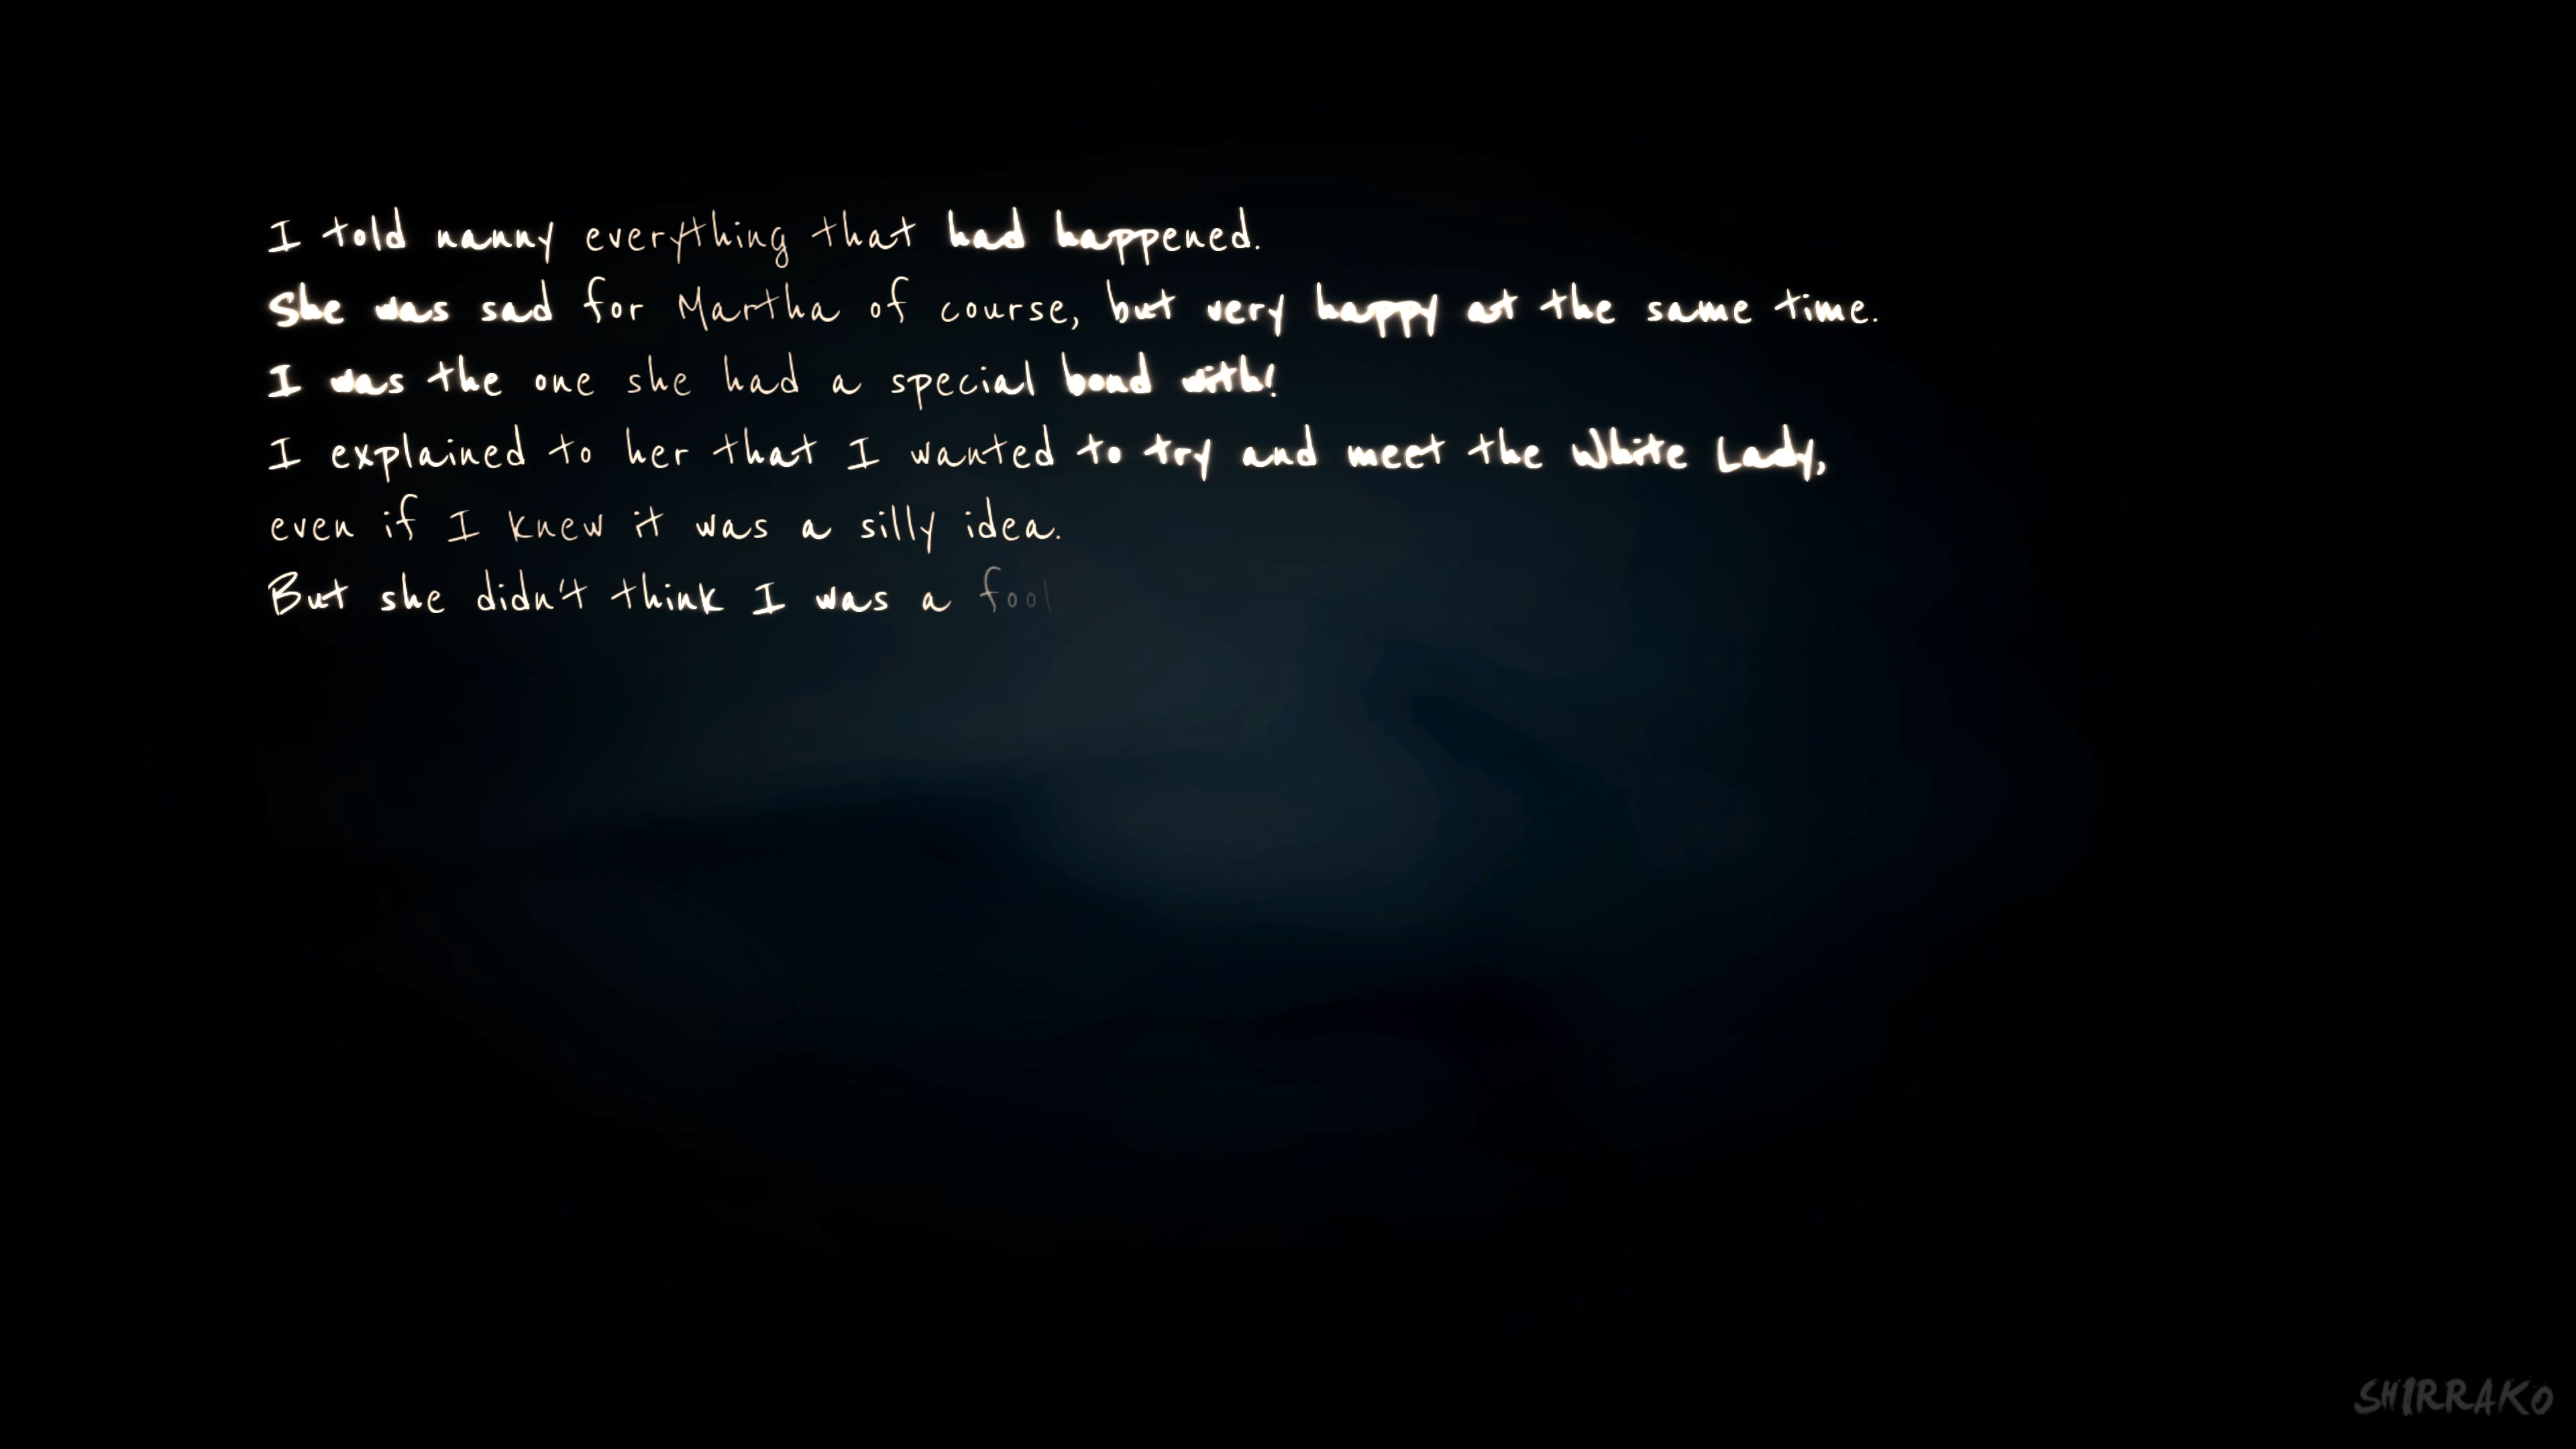 I told nanny everything that had happened.
She was sad for Martha of course, but very happy at the same time.
I was the one she had a special bond with!
I explained to her that I wanted to try and meet the White Lady,
even if I knew it was a silly idea.
But she didn't think I was a fool
SHIRRAKO